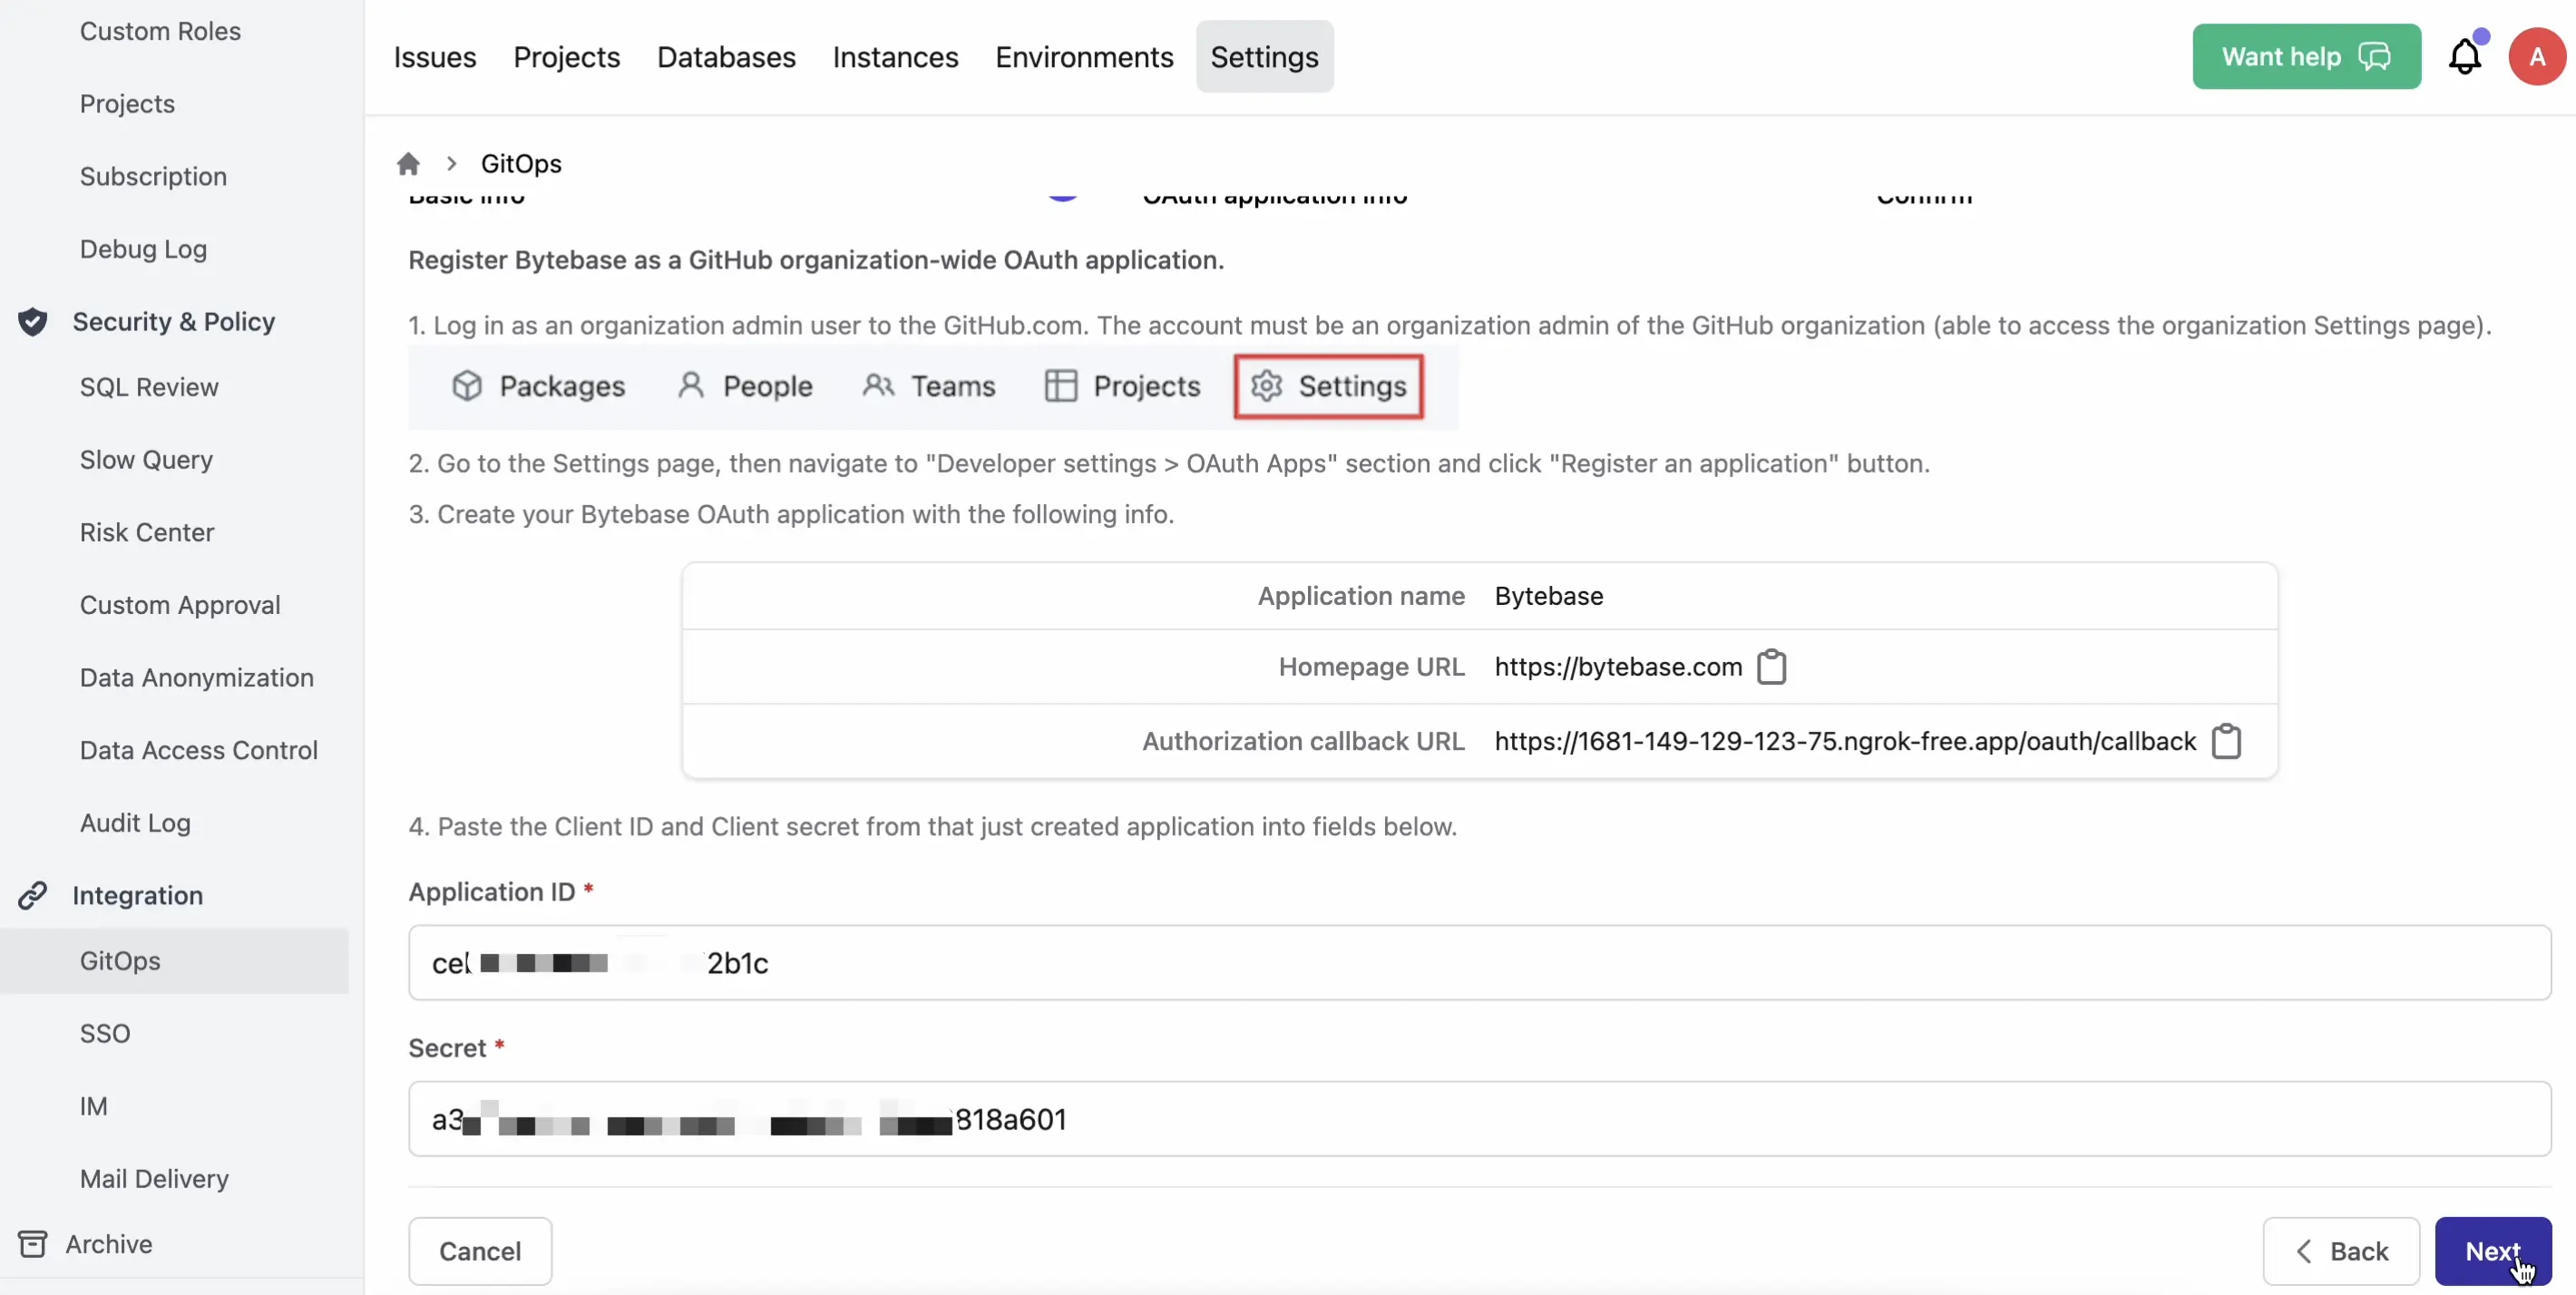 Custom Roles
Projects
Subscription
Debug Log
Security & Policy
SQL Review
Slow Query
Risk Center
Custom Approval
Data Anonymization
Data Access Control
Audit Log
Integration
GitOps
SSO
IM
Mail Delivery
Archive
Issues Projects Databases Instances Environments Settings Want help A
GitOps
Basic info OAuth application info Confirm
Register Bytebase as a GitHub organization-wide OAuth application.
1. Log in as an organization admin user to the GitHub.com. The account must be an organization admin of the GitHub organization (able to access the organization Settings page).
Packages People Teams Projects Settings
2. Go to the Settings page, then navigate to "Developer settings > OAuth Apps" section and click "Register an application" button.
3. Create your Bytebase OAuth application with the following info.
Application name Bytebase
Homepage URL https://bytebase.com
Authorization callback URL https://1681-149-129-123-75.ngrok-free.app/oauth/callback
4. Paste the Client ID and Client secret from that just created application into fields below.
Application ID *
2b1c
Secret *
a3 818a601
Cancel Back Next